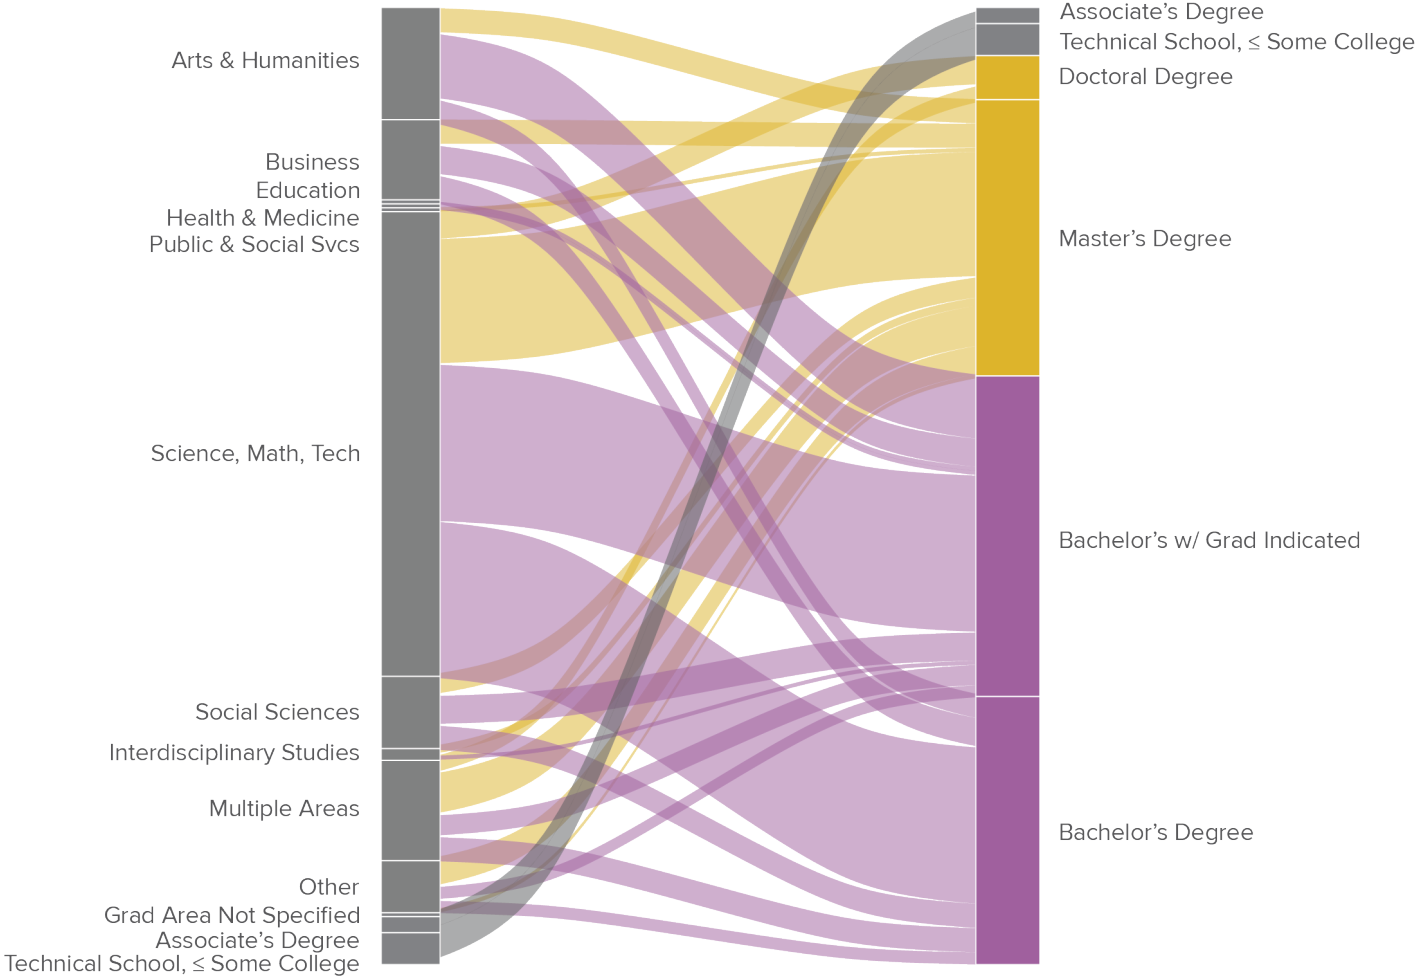 Arts & Humanities
Business
Education
Health & Medicine
Public & Social Svcs
Science, Math, Tech
Social Sciences
Interdisciplinary Studies
Multiple Areas
Other
Grad Area Not Specified
Associate’s Degree
Technical School, ≤ Some College
Associate’s Degree
Technical School, ≤ Some College
Doctoral Degree
Master’s Degree
Bachelor’s w/ Grad Indicated
Bachelor’s Degree